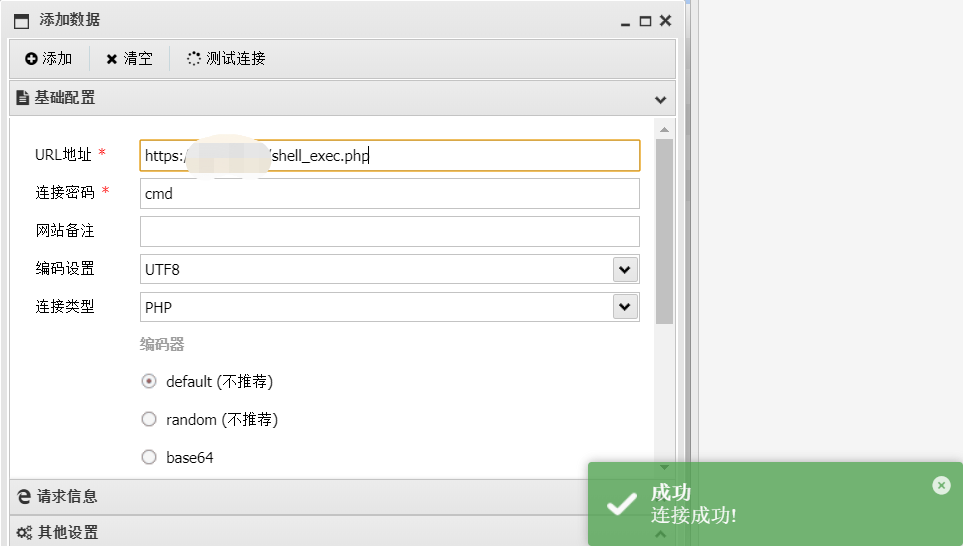 添加数据
添加 清空 测试连接
基础配置
URL地址 * https:/ /shell_exec.php
连接密码 * cmd
网站备注
编码设置 UTF8
连接类型 PHP
编码器
default (不推荐)
random (不推荐)
base64
请求信息
其他设置
成功
连接成功!